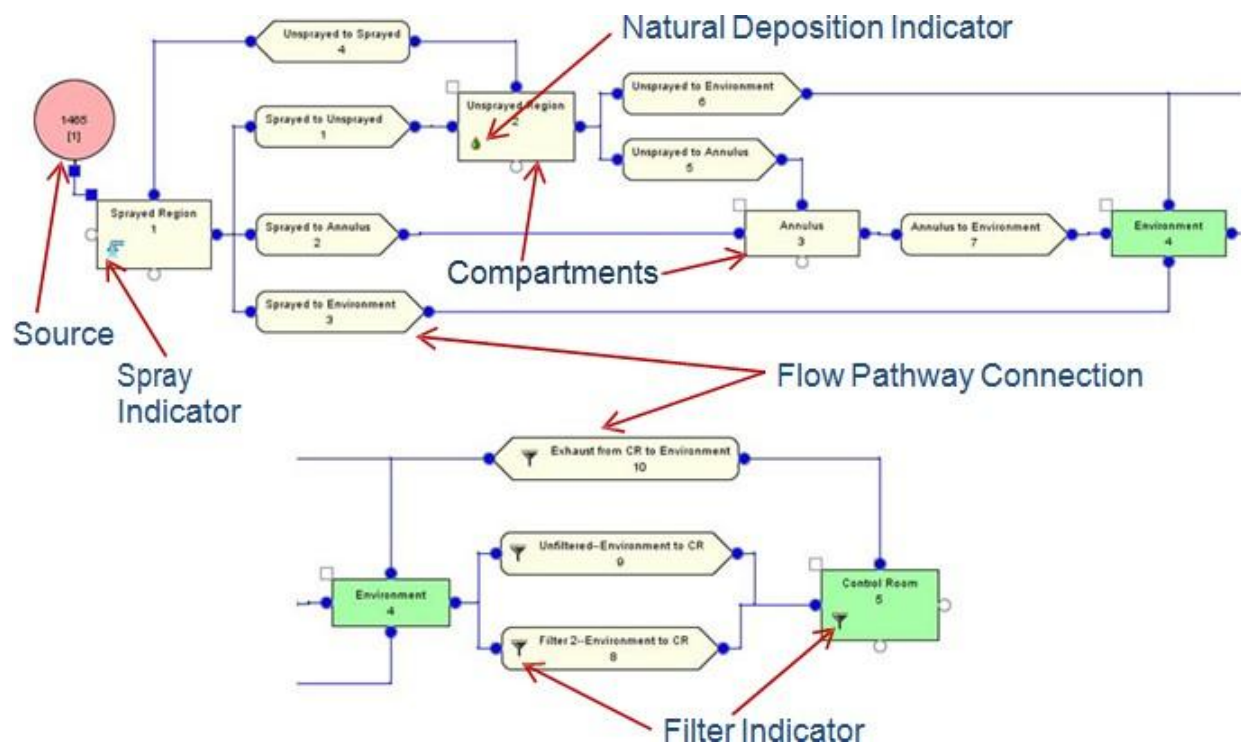 Unsprayed to Sprayed
4
Natural Deposition Indicator
1465
[1]
Sprayed to Unsprayed
1
Unsprayed Region
2
Unsprayed to Environment
6
Unsprayed to Annulus
5
Sprayed Region
1
Sprayed to Annulus
2
Annulus
3
Annulus to Environment
7
Environment
4
Compartments
Sprayed to Environment
3
Source
Spray
Indicator
Flow Pathway Connection
Exhaust from CR to Environment
10
Unfiltered--Environment to CR
9
Environment
4
Control Room
5
Filter 2--Environment to CR
8
Filter Indicator